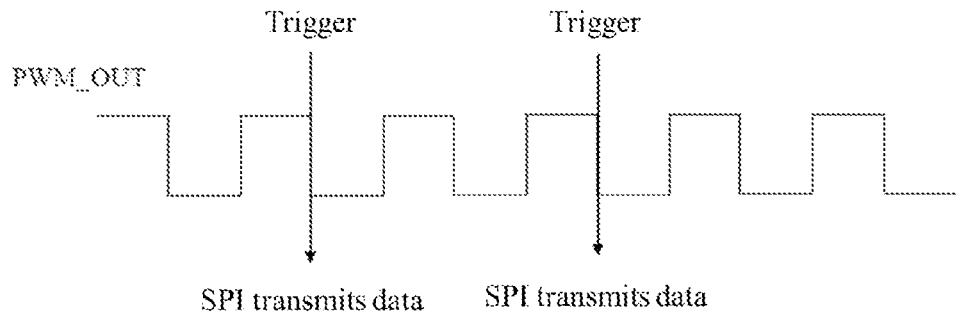 Trigger
Trigger
PWM_OUT
SPI transmits data
SPI transmits data